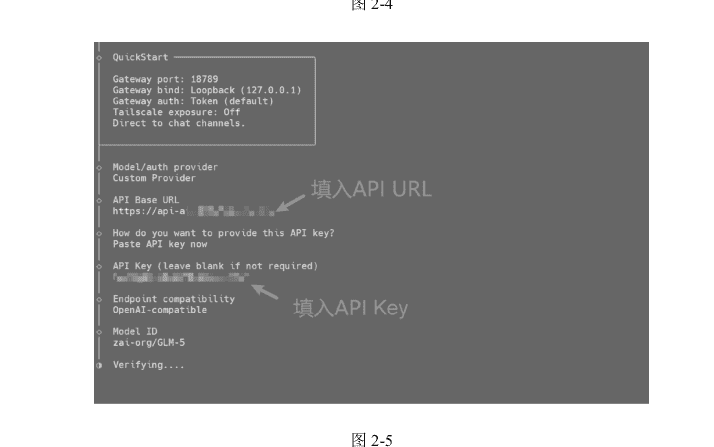 图 2-4
QuickStart
Gateway port: 18789
Gateway bind: Loopback (127.0.0.1)
Gateway auth: Token (default)
Tailscale exposure: Off
Direct to chat channels.
Model/auth provider
Custom Provider
API Base URL
https://api-a
填入API URL
How do you want to provide this API key?
Paste API key now
API Key (leave blank if not required)
填入API Key
Endpoint compatibility
OpenAI-compatible
Model ID
zai-org/GLM-5
Verifying....
图 2-5